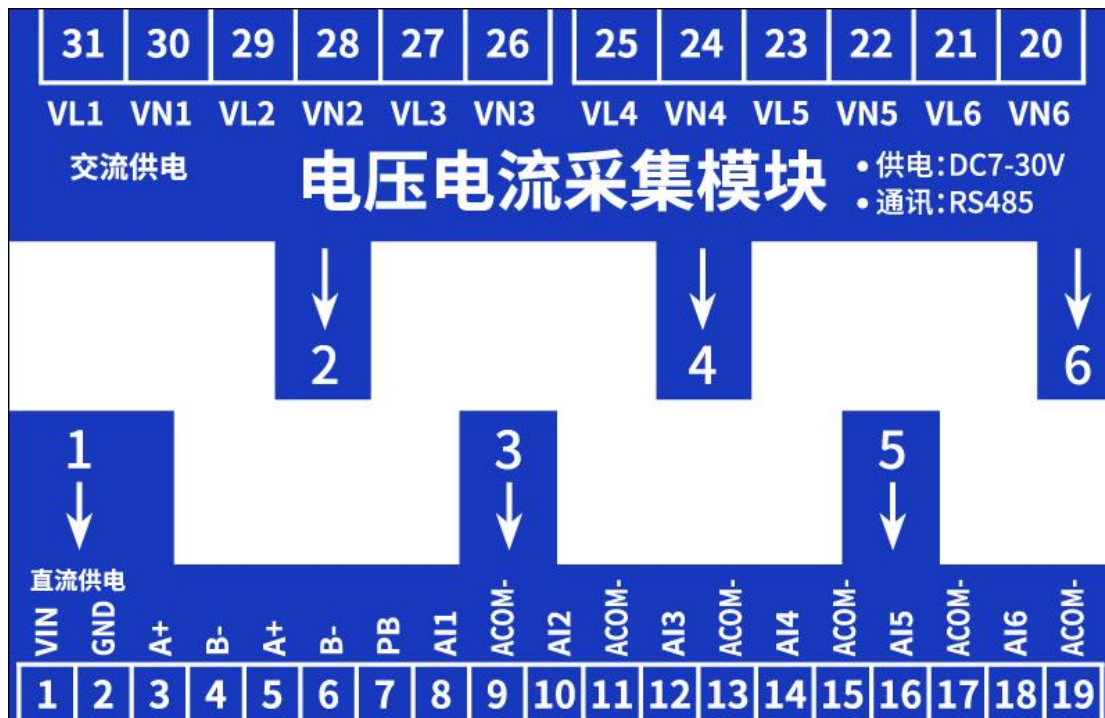 31 30 29 28 27 26 25 24 23 22 21 20
VL1 VN1 VL2 VN2 VL3 VN3 VL4 VN4 VL5 VN5 VL6 VN6
交流供电
电压电流采集模块
• 供电:DC7-30V
• 通讯:RS485
2 4 6
1 3 5
直流供电
VIN GND A+ B- A+ B- PB AI1 ACOM- AI2 ACOM- AI3 ACOM- AI4 ACOM- AI5 ACOM- AI6 ACOM-
1 2 3 4 5 6 7 8 9 10 11 12 13 14 15 16 17 18 19